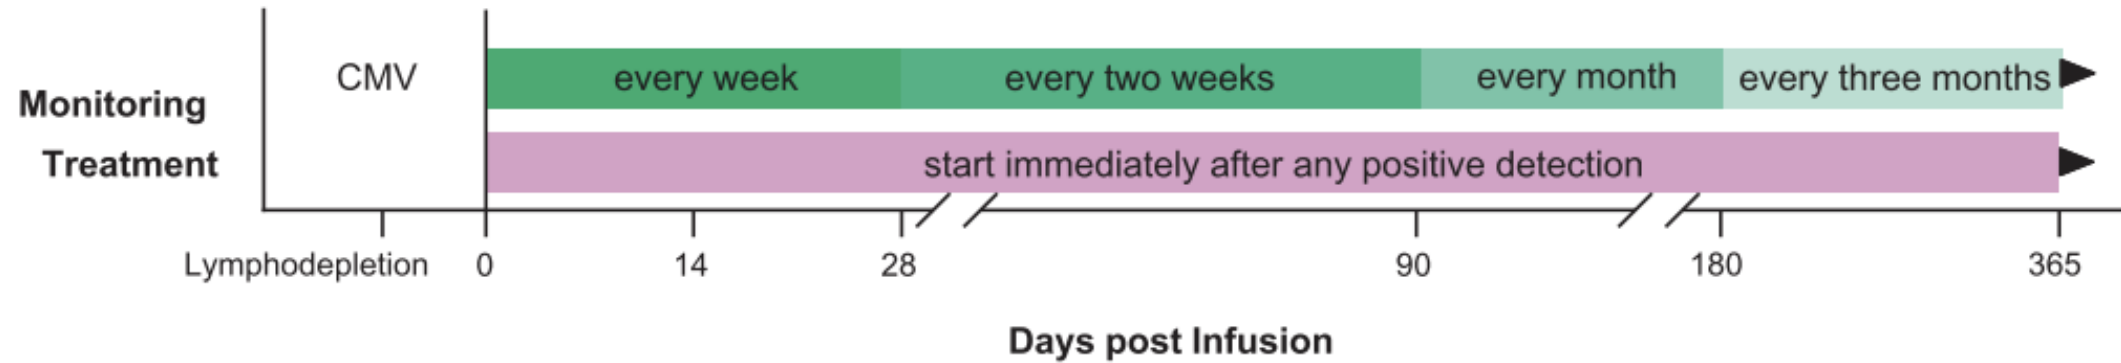 CMV every week every two weeks every month every three months
Monitoring
Treatment start immediately after any positive detection
Lymphodepletion 0 14 28 90 180 365
Days post Infusion